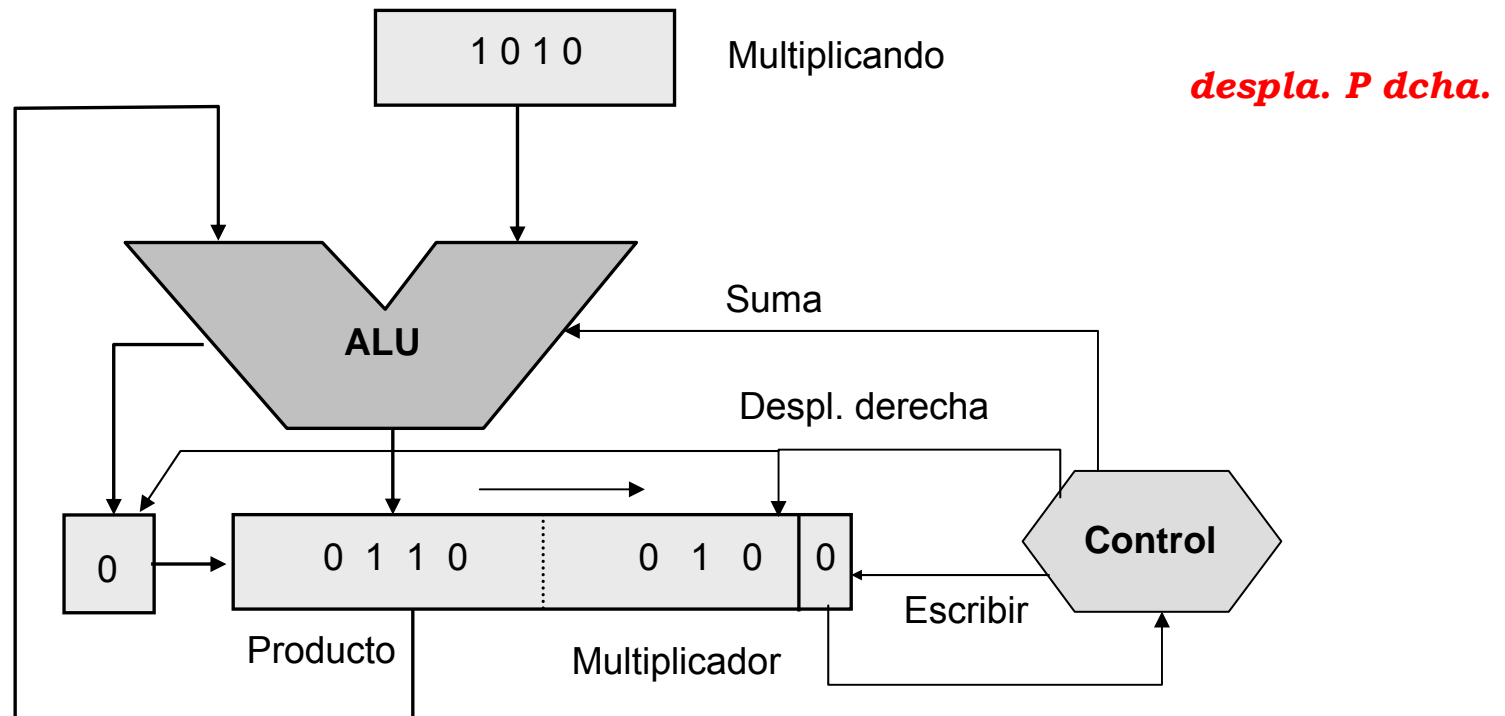 1 0 1 0
Multiplicando
despla. P dcha.
Suma
ALU
Despl. derecha
Control
0
0 1 1 0
0 1 0
0
Escribir
Producto
Multiplicador